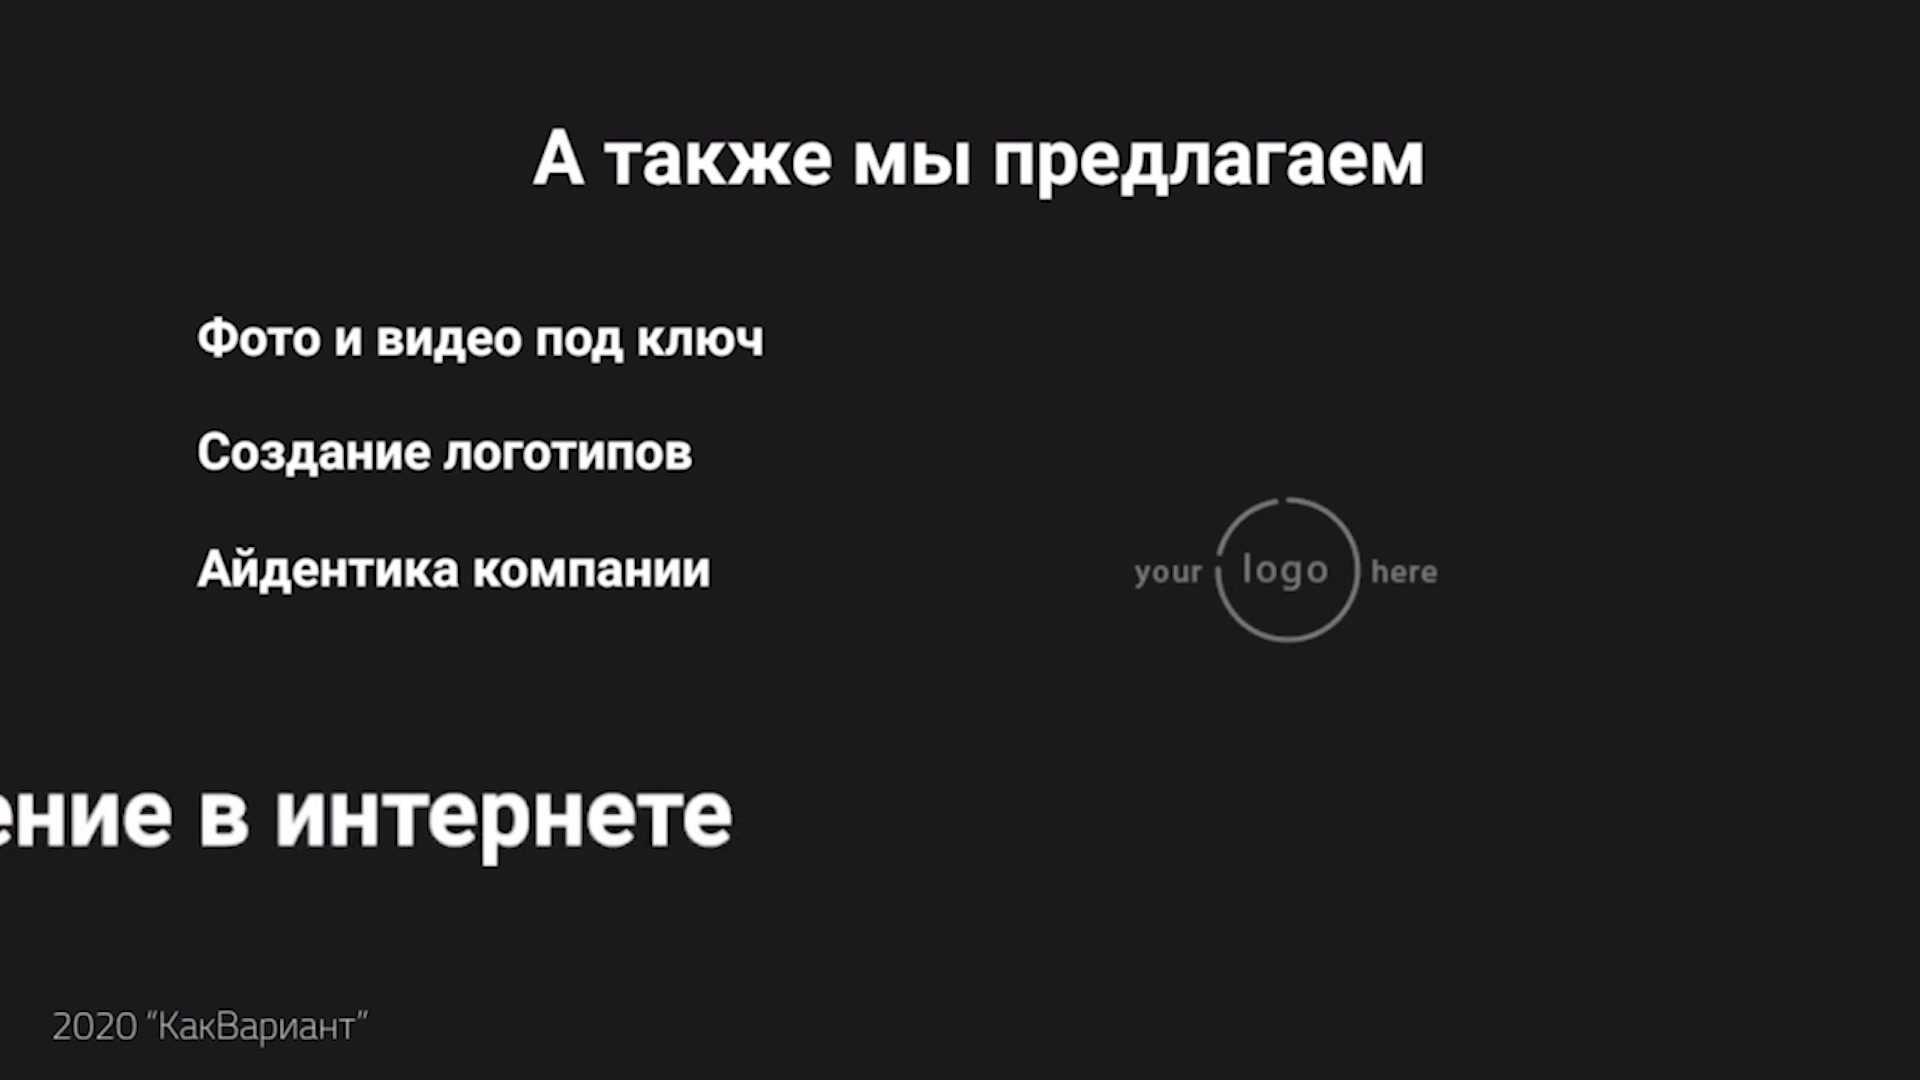 А также мы предлагаем
Фото и видео под ключ
Создание логотипов
Айдентика компании
your logo here
ение в интернете
2020 “КакВариант”